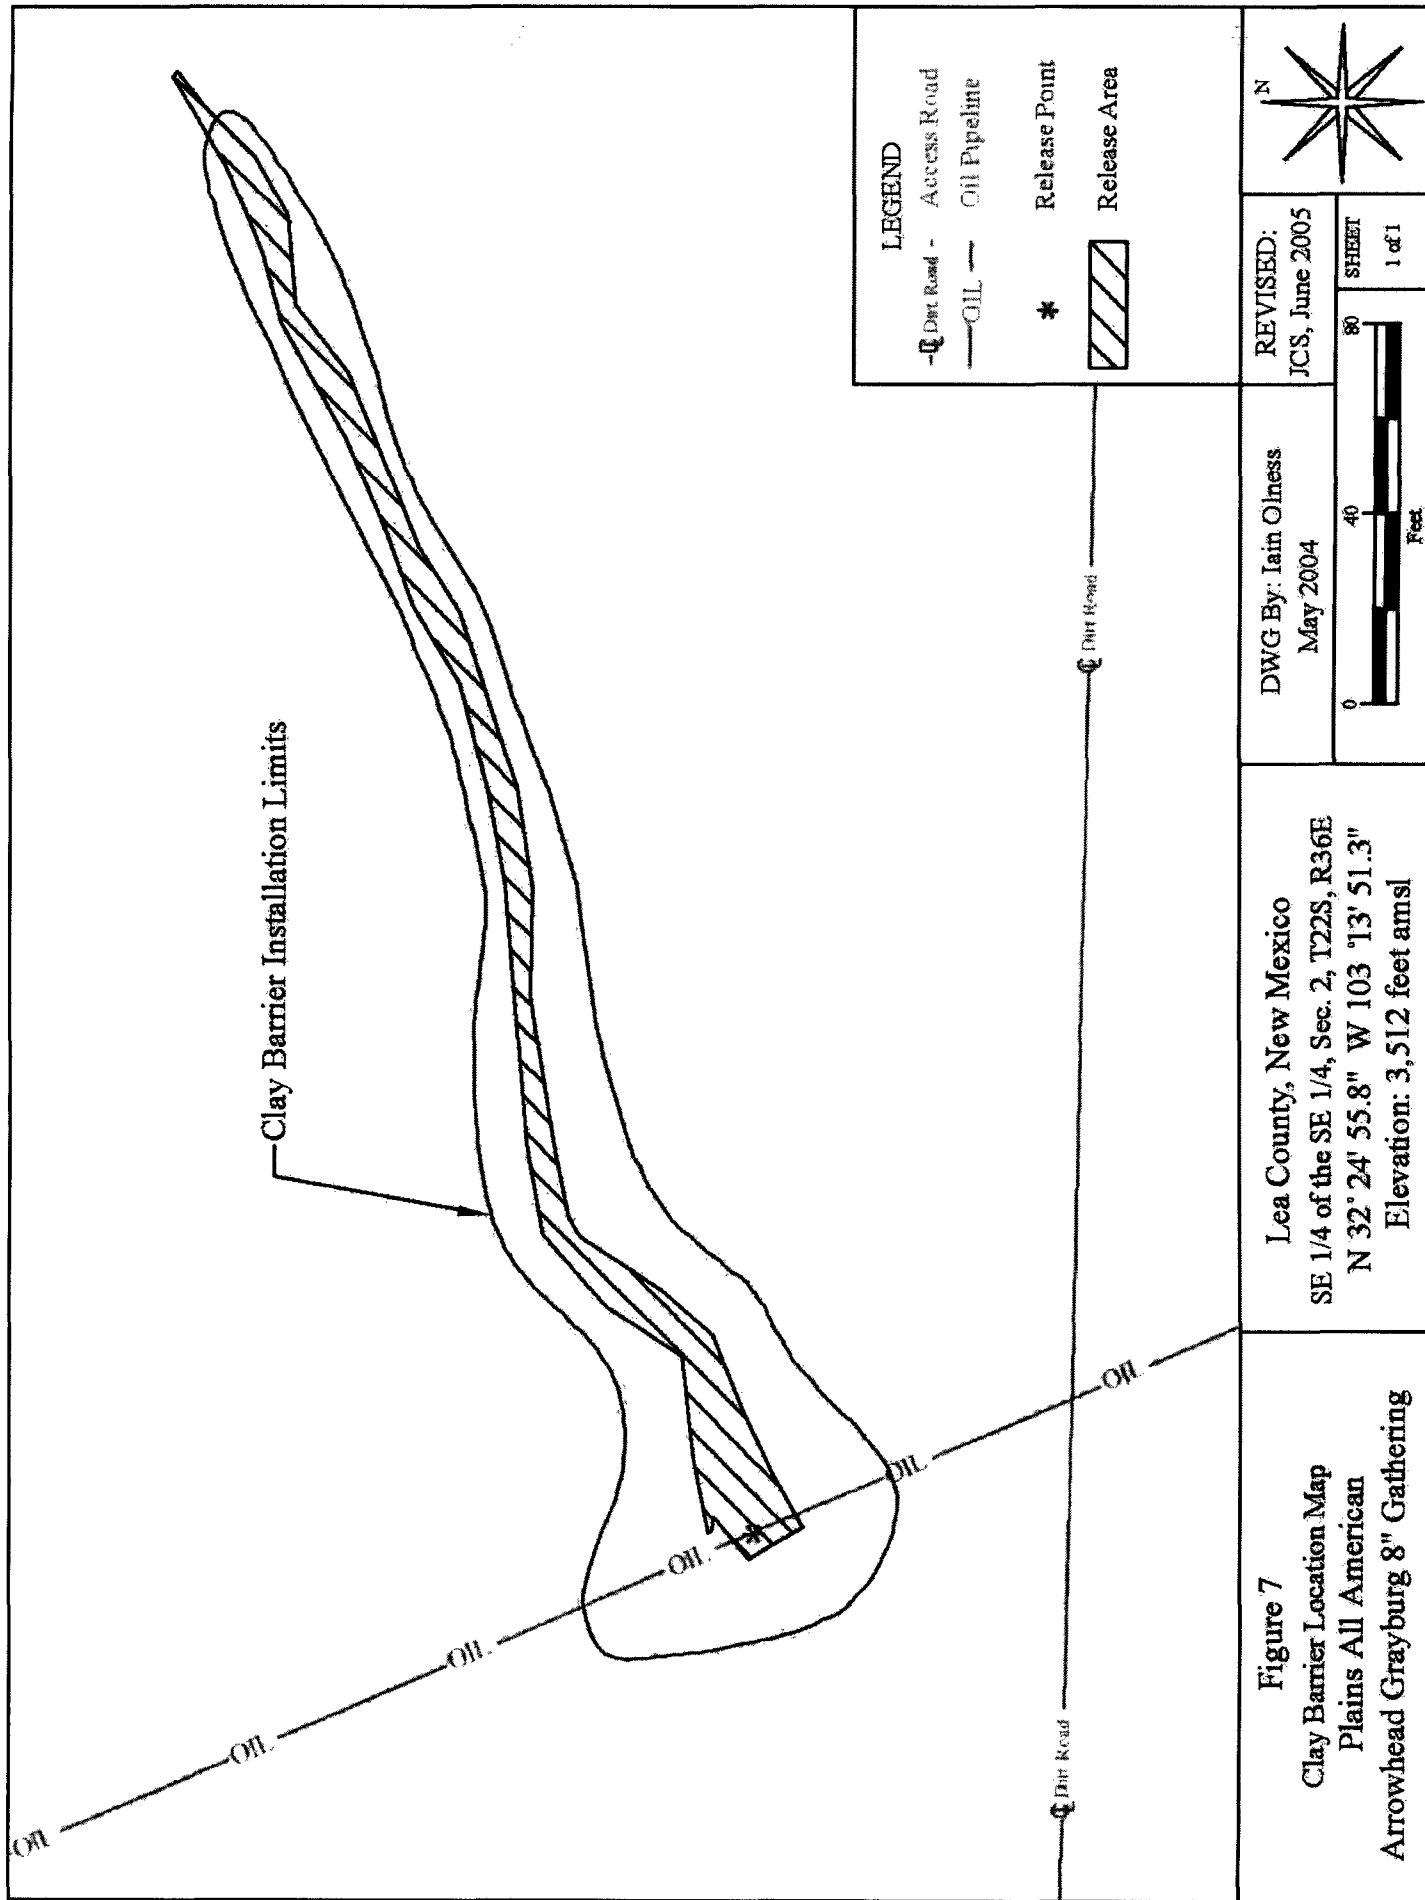 Clay Barrier Installation Limits
OIL
OIL
OIL
OIL
OIL
OIL
Dirt Road
Dirt Road
LEGEND
Dirt Road - Access Road
OIL Oil Pipeline
* Release Point
Release Area
Figure 7
Clay Barrier Location Map
Plains All American
Arrowhead Grayburg 8" Gathering
Lea County, New Mexico
SE 1/4 of the SE 1/4, Sec. 2, T22S, R36E
N 32° 24' 55.8" W 103 °13' 51.3"
Elevation: 3,512 feet amsl
DWG By: Iain Olness
May 2004
REVISED:
JCS, June 2005
0 40 80
Feet
SHEET
1 of 1
N